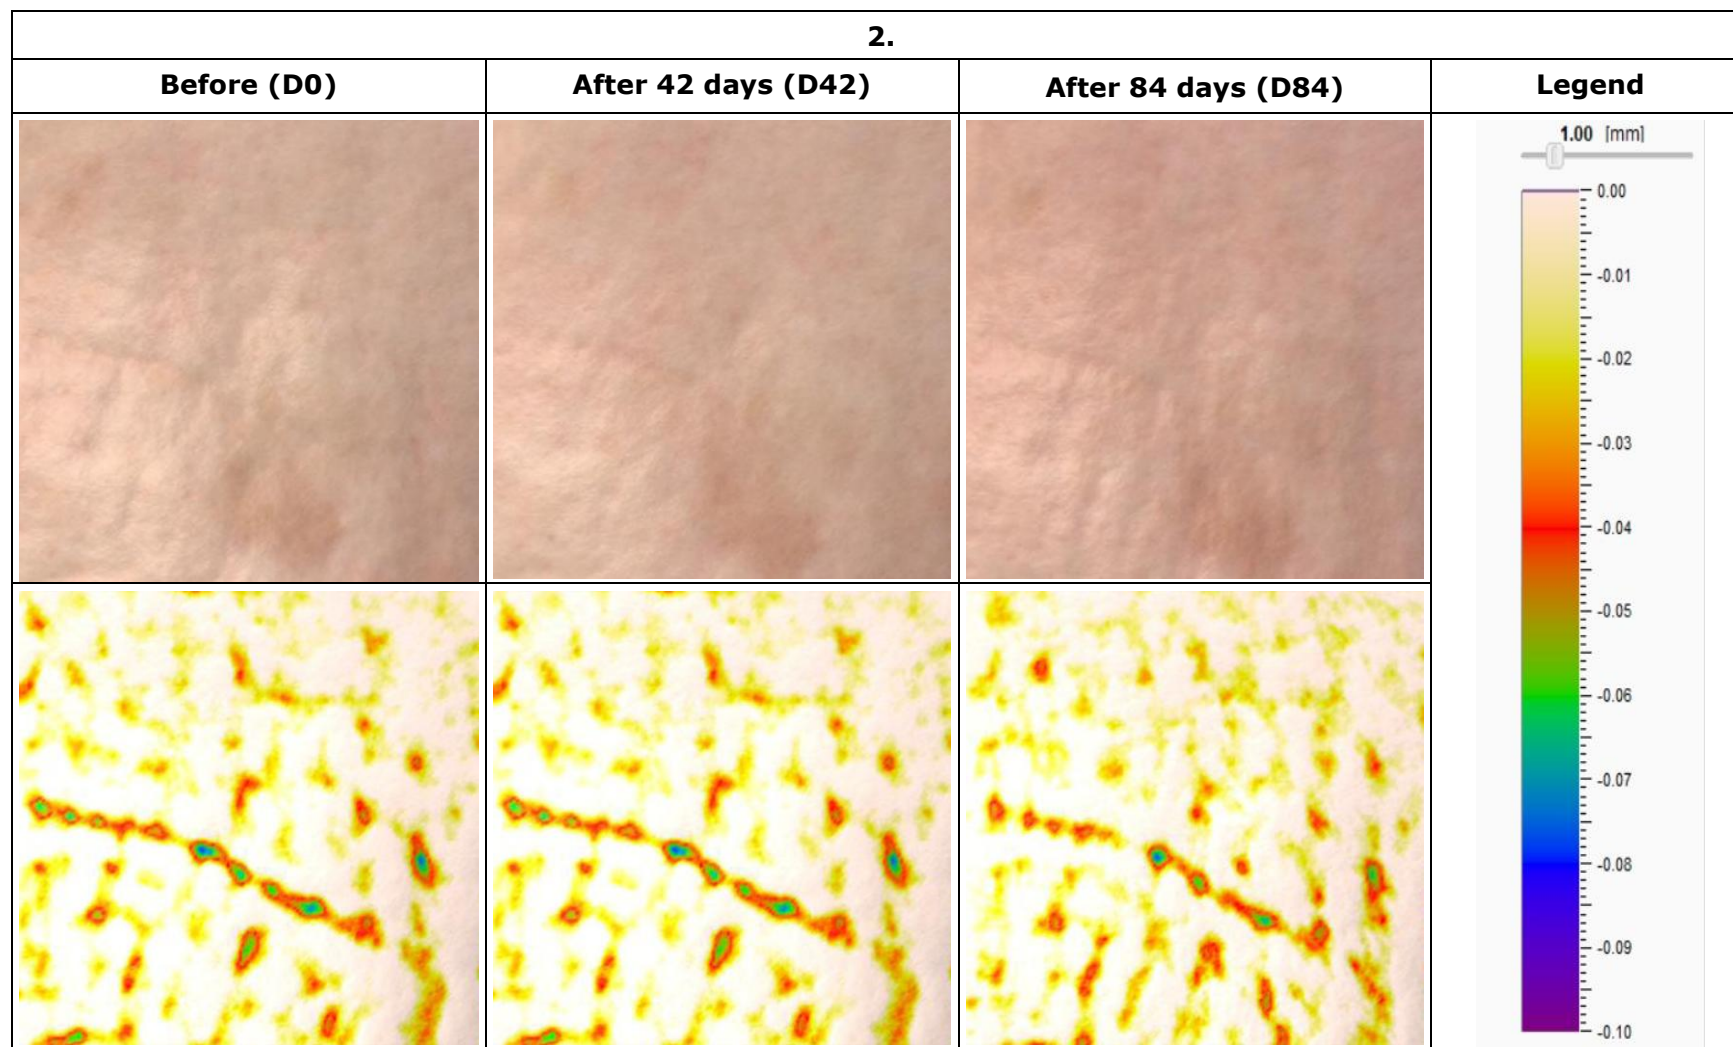 2.
Before (D0)
After 42 days (D42)
After 84 days (D84)
Legend
1.00 [mm]
0.00
-0.01
-0.02
-0.03
-0.04
-0.05
-0.06
-0.07
-0.08
-0.09
-0.10